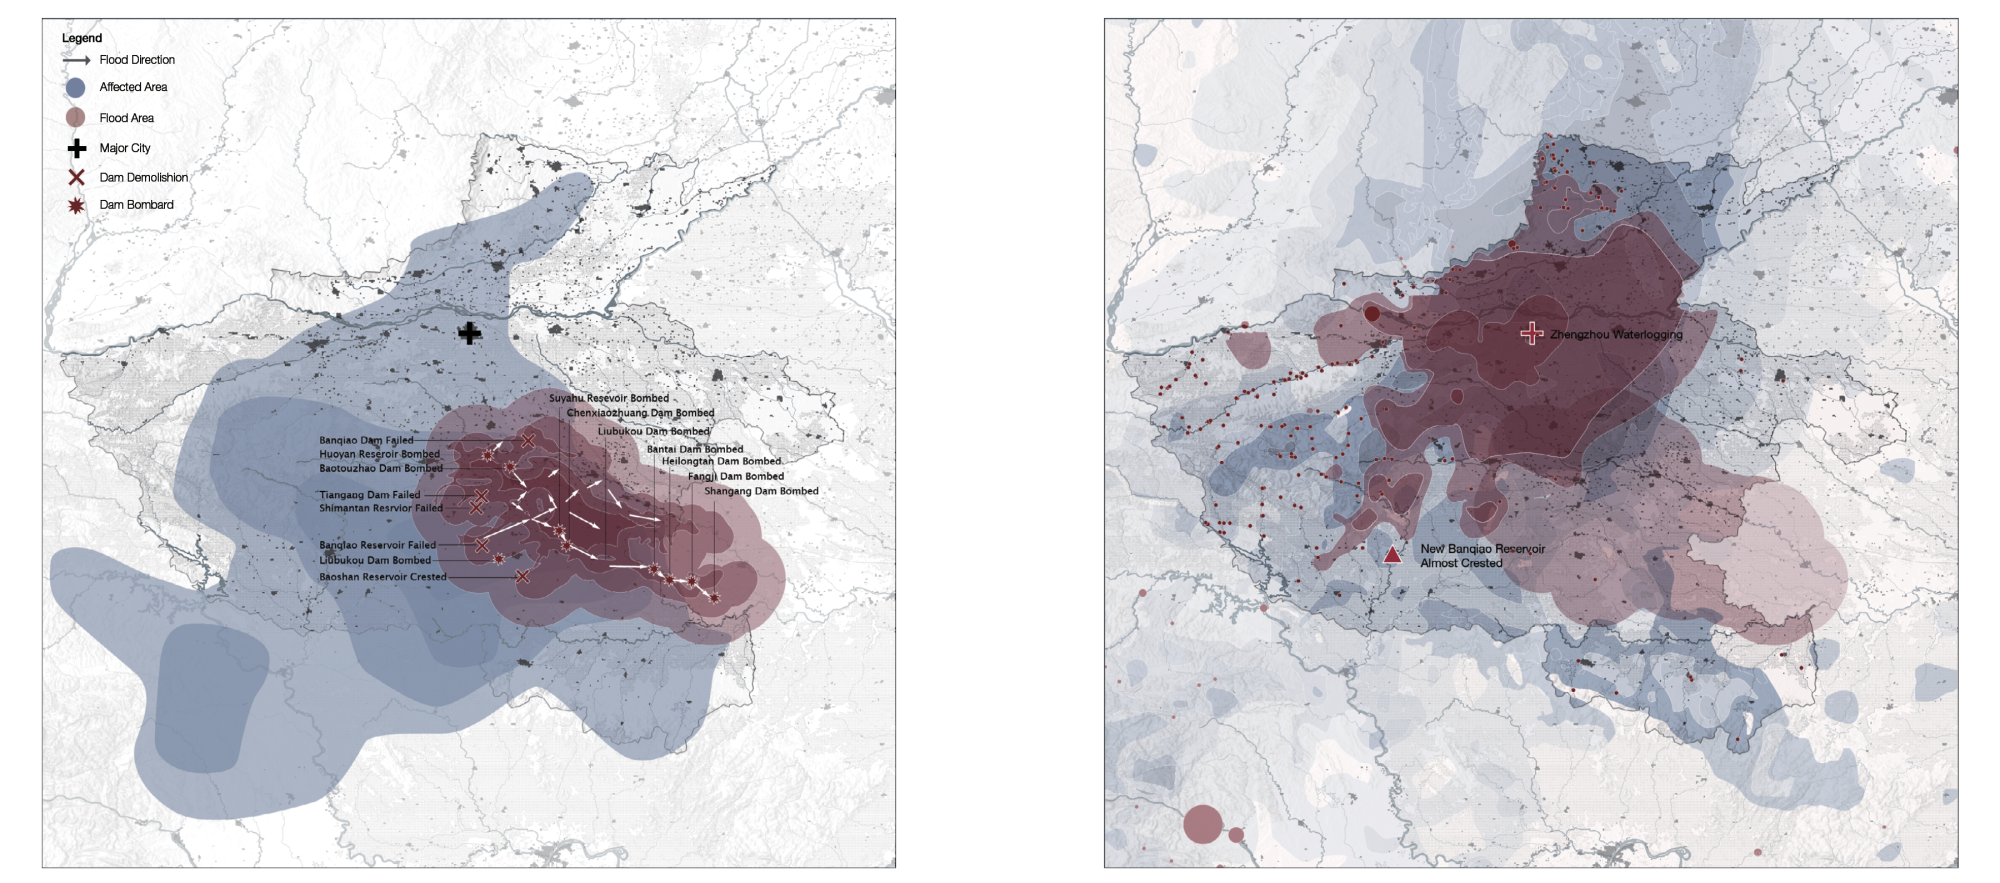 Legend
Flood Direction
Affected Area
Flood Area
Major City
Dam Demolishion
Dam Bombard
Suyahu Resevoir Bombed
Chenxiaozhuang Dam Bombed
Liubukou Dam Bombed
Bantai Dam Bombed
Heilongtan Dam Bombed
Fangji Dam Bombed
Shangang Dam Bombed
Banqiao Dam Failed
Huoyan Reseroir Bombed
Baotouzhao Dam Bombed
Tiangang Dam Failed
Shimantan Resrvior Failed
Banqiao Reservoir Failed
Liubukou Dam Bombed
Baoshan Reservoir Crested
Zhengzhou Waterlogging
New Banqiao Reservoir
Almost Crested